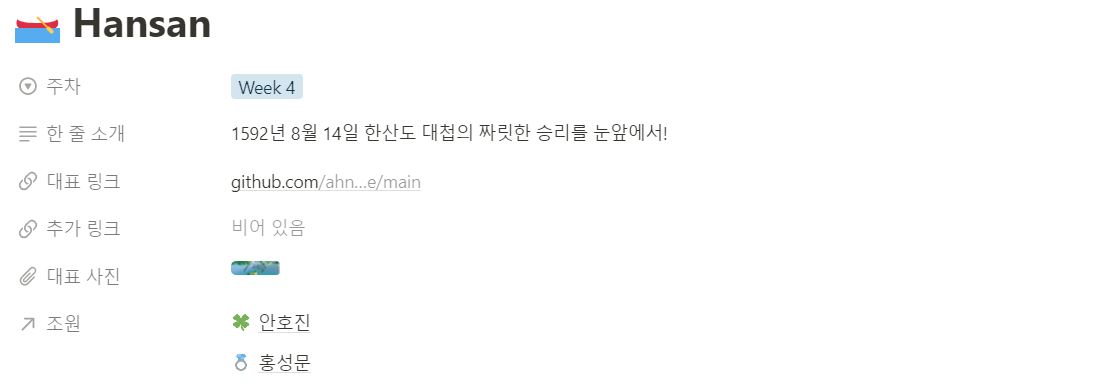 Hansan
주차 Week 4
한 줄 소개 1592년 8월 14일 한산도 대첩의 짜릿한 승리를 눈앞에서!
대표 링크 github.com/ahn...e/main
추가 링크 비어 있음
대표 사진
조원 안호진
홍성문